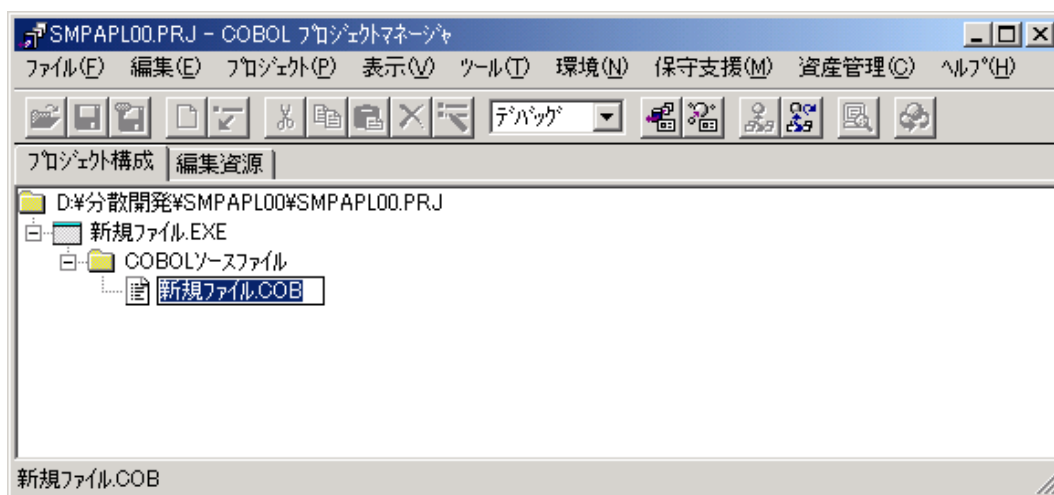 SMPAPL00.PRJ - COBOL ﾌﾟﾛｼﾞｪｸﾄﾏﾈｰｼﾞｬ
ﾌｧｲﾙ(F) 編集(E) ﾌﾟﾛｼﾞｪｸﾄ(P) 表示(V) ﾂｰﾙ(T) 環境(N) 保守支援(M) 資産管理(C) ﾍﾙﾌﾟ(H)
ﾃﾞﾊﾞｯｸﾞ
ﾌﾟﾛｼﾞｪｸﾄ構成 編集資源
D:¥分散開発¥SMPAPL00¥SMPAPL00.PRJ
新規ﾌｧｲﾙ.EXE
COBOLｿｰｽﾌｧｲﾙ
新規ﾌｧｲﾙ.COB
新規ﾌｧｲﾙ.COB